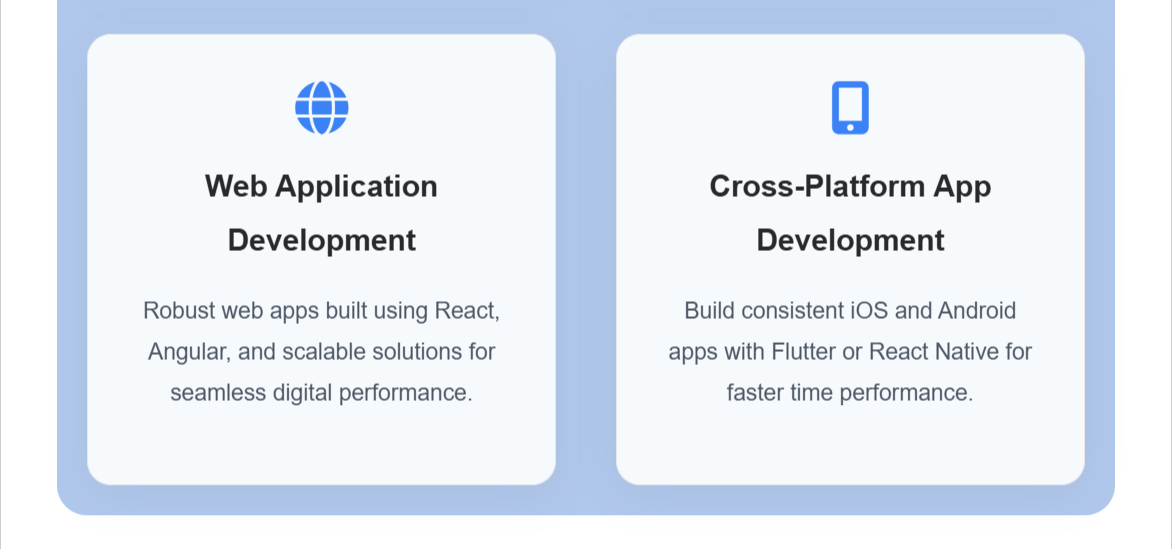 Web Application
Development
Robust web apps built using React,
Angular, and scalable solutions for
seamless digital performance.
Cross-Platform App
Development
Build consistent iOS and Android
apps with Flutter or React Native for
faster time performance.